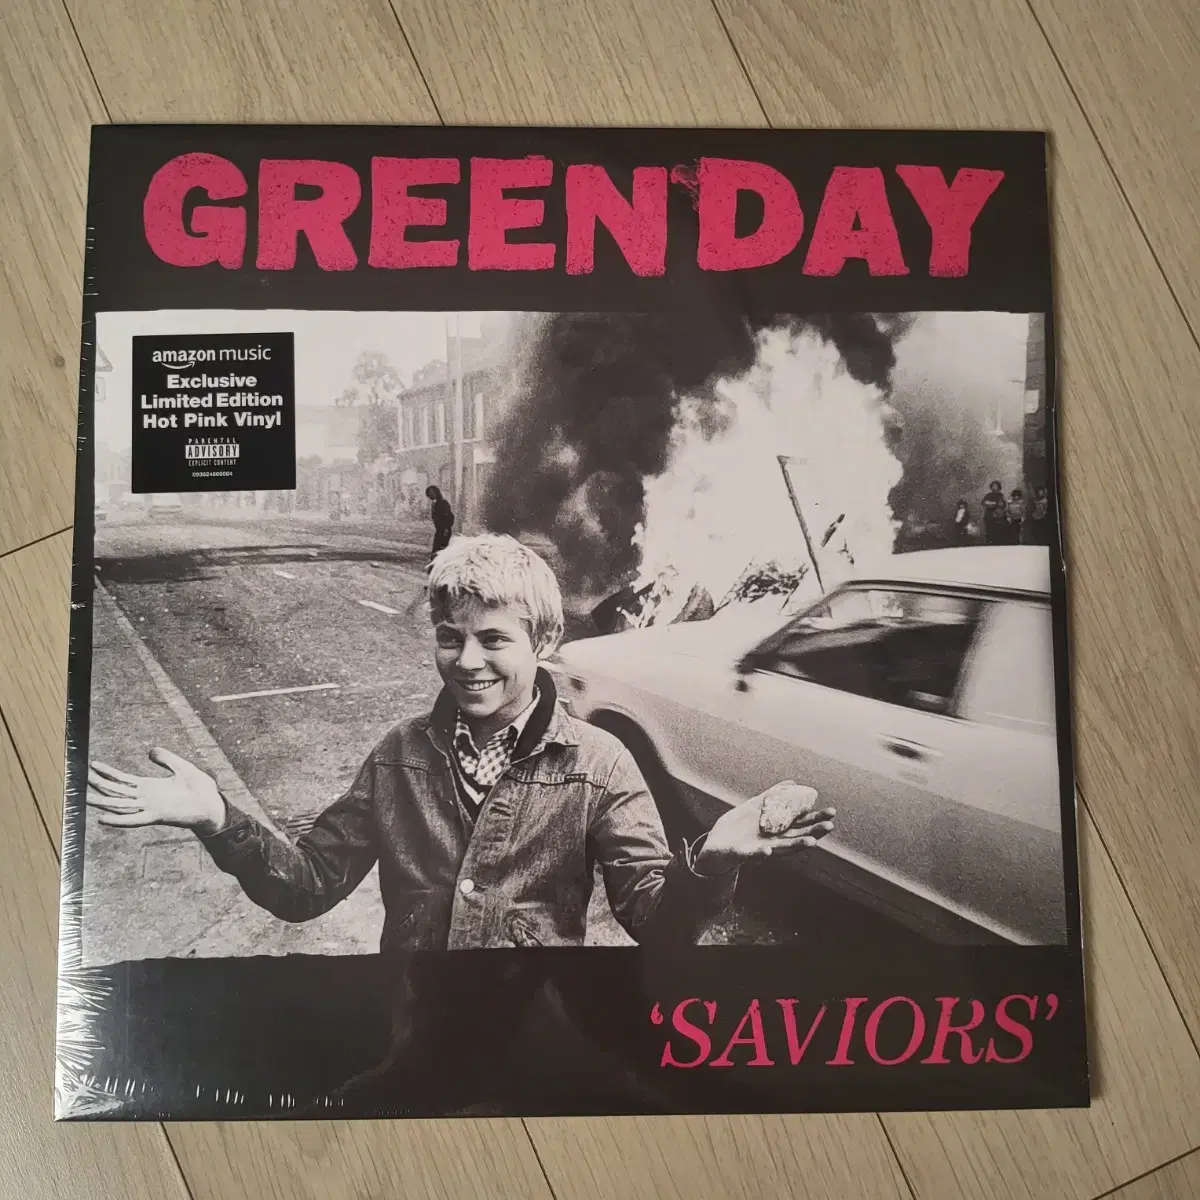 GREEN DAY
amazon music
Exclusive
Limited Edition
Hot Pink Vinyl
PARENTAL
ADVISORY
EXPLICIT CONTENT
'SAVIORS'